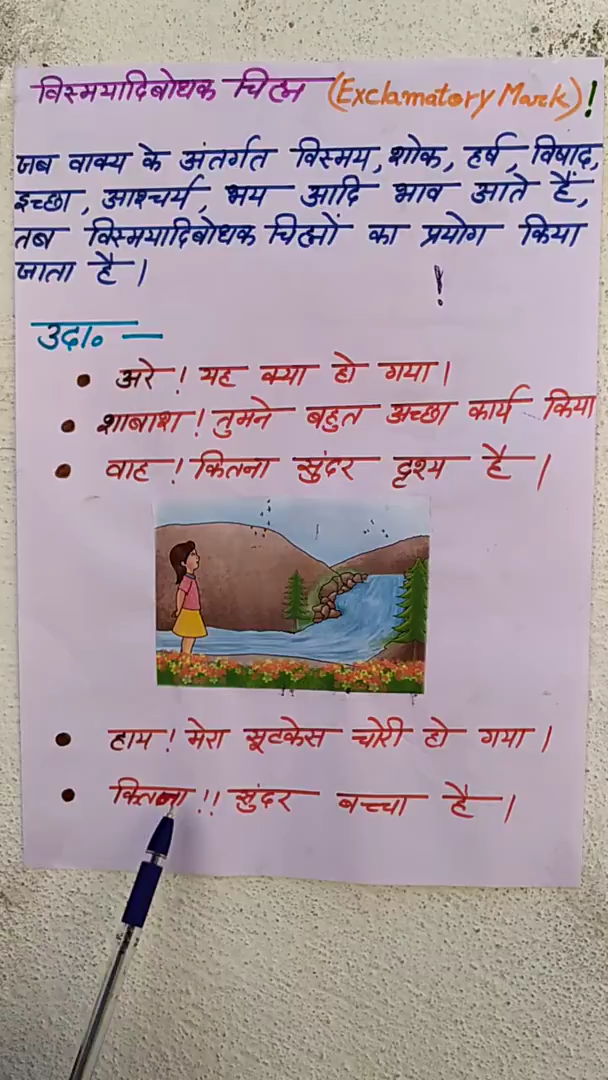 विस्मयादिबोधक चिह्न (Exclamatory Mark) !
जब वाक्य के अंतर्गत विस्मय, शोक, हर्ष, विषाद,
इच्छा, आश्चर्य, भय आदि भाव आते हैं,
तब विस्मयादिबोधक चिह्नों का प्रयोग किया
जाता है।
!
उदा० —
• अरे ! यह क्या हो गया।
• शाबाश ! तुमने बहुत अच्छा कार्य किया
• वाह ! कितना सुंदर दृश्य है।
• हाय ! मेरा सूटकेस चोरी हो गया।
• कितना !! सुंदर बच्चा है।